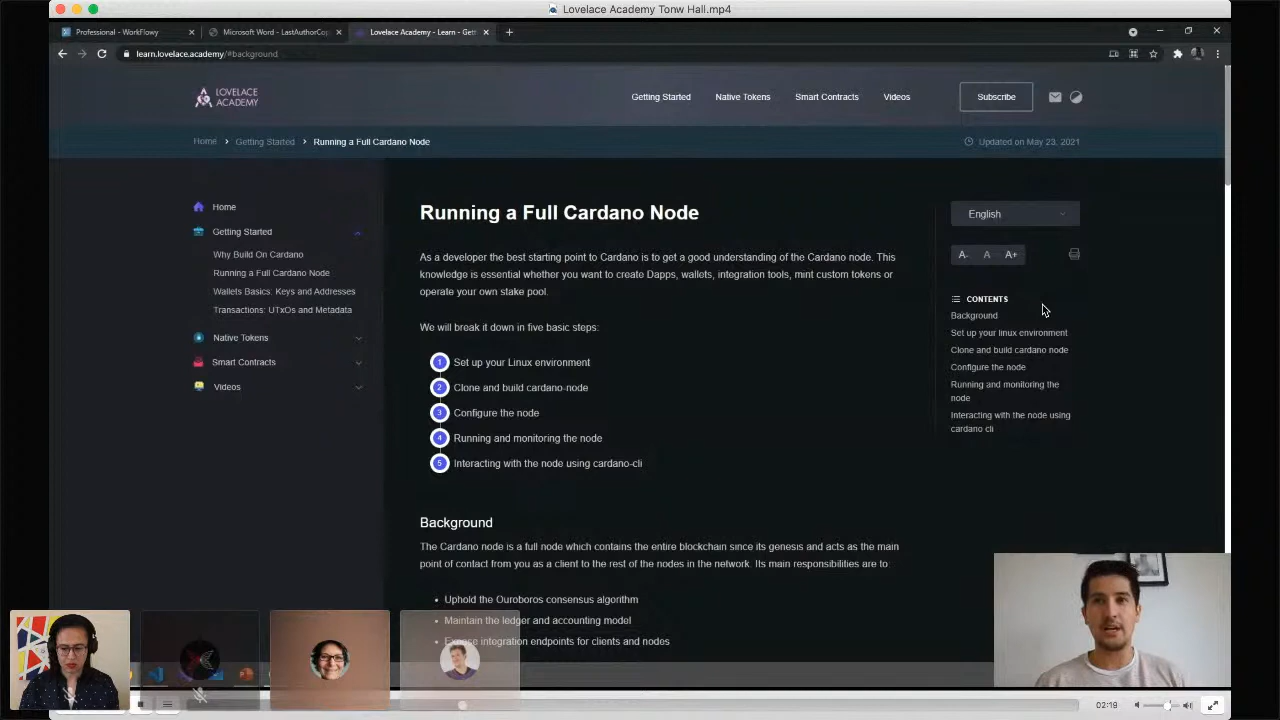 Lovelace Academy Tonw Hall.mp4
Professional - WorkFlowy
Microsoft Word - LastAuthorCop
Lovelace Academy - Learn - Gett
learn.lovelace.academy/#background
LOVELACE
ACADEMY
Getting Started
Native Tokens
Smart Contracts
Videos
Subscribe
Home
Getting Started
Running a Full Cardano Node
Updated on May 23, 2021
Home
Getting Started
Why Build On Cardano
Running a Full Cardano Node
Wallets Basics: Keys and Addresses
Transactions: UTxOs and Metadata
Native Tokens
Smart Contracts
Videos
Running a Full Cardano Node
As a developer the best starting point to Cardano is to get a good understanding of the Cardano node. This
knowledge is essential whether you want to create Dapps, wallets, integration tools, mint custom tokens or
operate your own stake pool.
We will break it down in five basic steps:
1 Set up your Linux environment
2 Clone and build cardano-node
3 Configure the node
4 Running and monitoring the node
5 Interacting with the node using cardano-cli
Background
The Cardano node is a full node which contains the entire blockchain since its genesis and acts as the main
point of contact from you as a client to the rest of the nodes in the network. Its main responsibilities are to:
Uphold the Ouroboros consensus algorithm
Maintain the ledger and accounting model
Expose integration endpoints for clients and nodes
English
A- A A+
CONTENTS
Background
Set up your linux environment
Clone and build cardano node
Configure the node
Running and monitoring the
node
Interacting with the node using
cardano cli
02:19